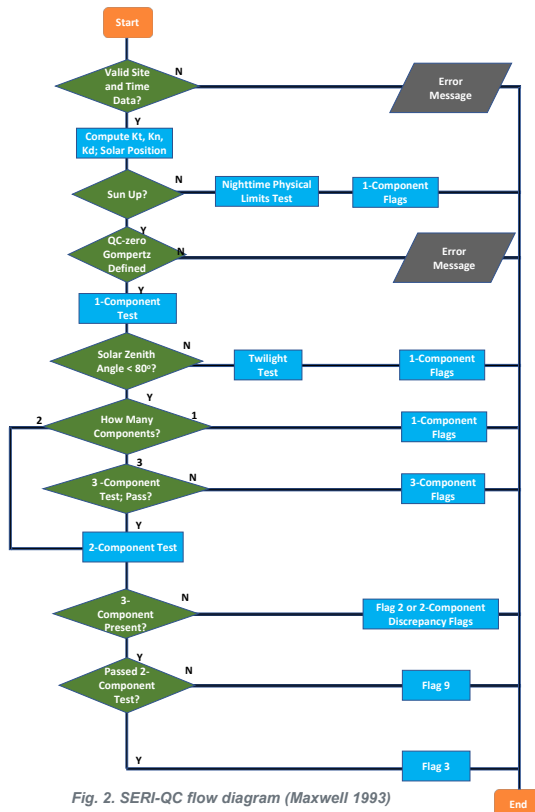 Start
Valid Site
and Time
Data?
N
Error
Message
Y
Compute Kt, Kn,
Kd; Solar Position
Sun Up?
N
Nighttime Physical
Limits Test
1-Component
Flags
Y
QC-zero
Gompertz
Defined
N
Error
Message
Y
1-Component
Test
Solar Zenith
Angle < 80º?
N
Twilight
Test
1-Component
Flags
Y
2
How Many
Components?
1
1-Component
Flags
3
3 -Component
Test; Pass?
N
3-Component
Flags
Y
2-Component Test
3-
Component
Present?
N
Flag 2 or 2-Component
Discrepancy Flags
Y
Passed 2-
Component
Test?
N
Flag 9
Y
Flag 3
Fig. 2. SERI-QC flow diagram (Maxwell 1993)
End